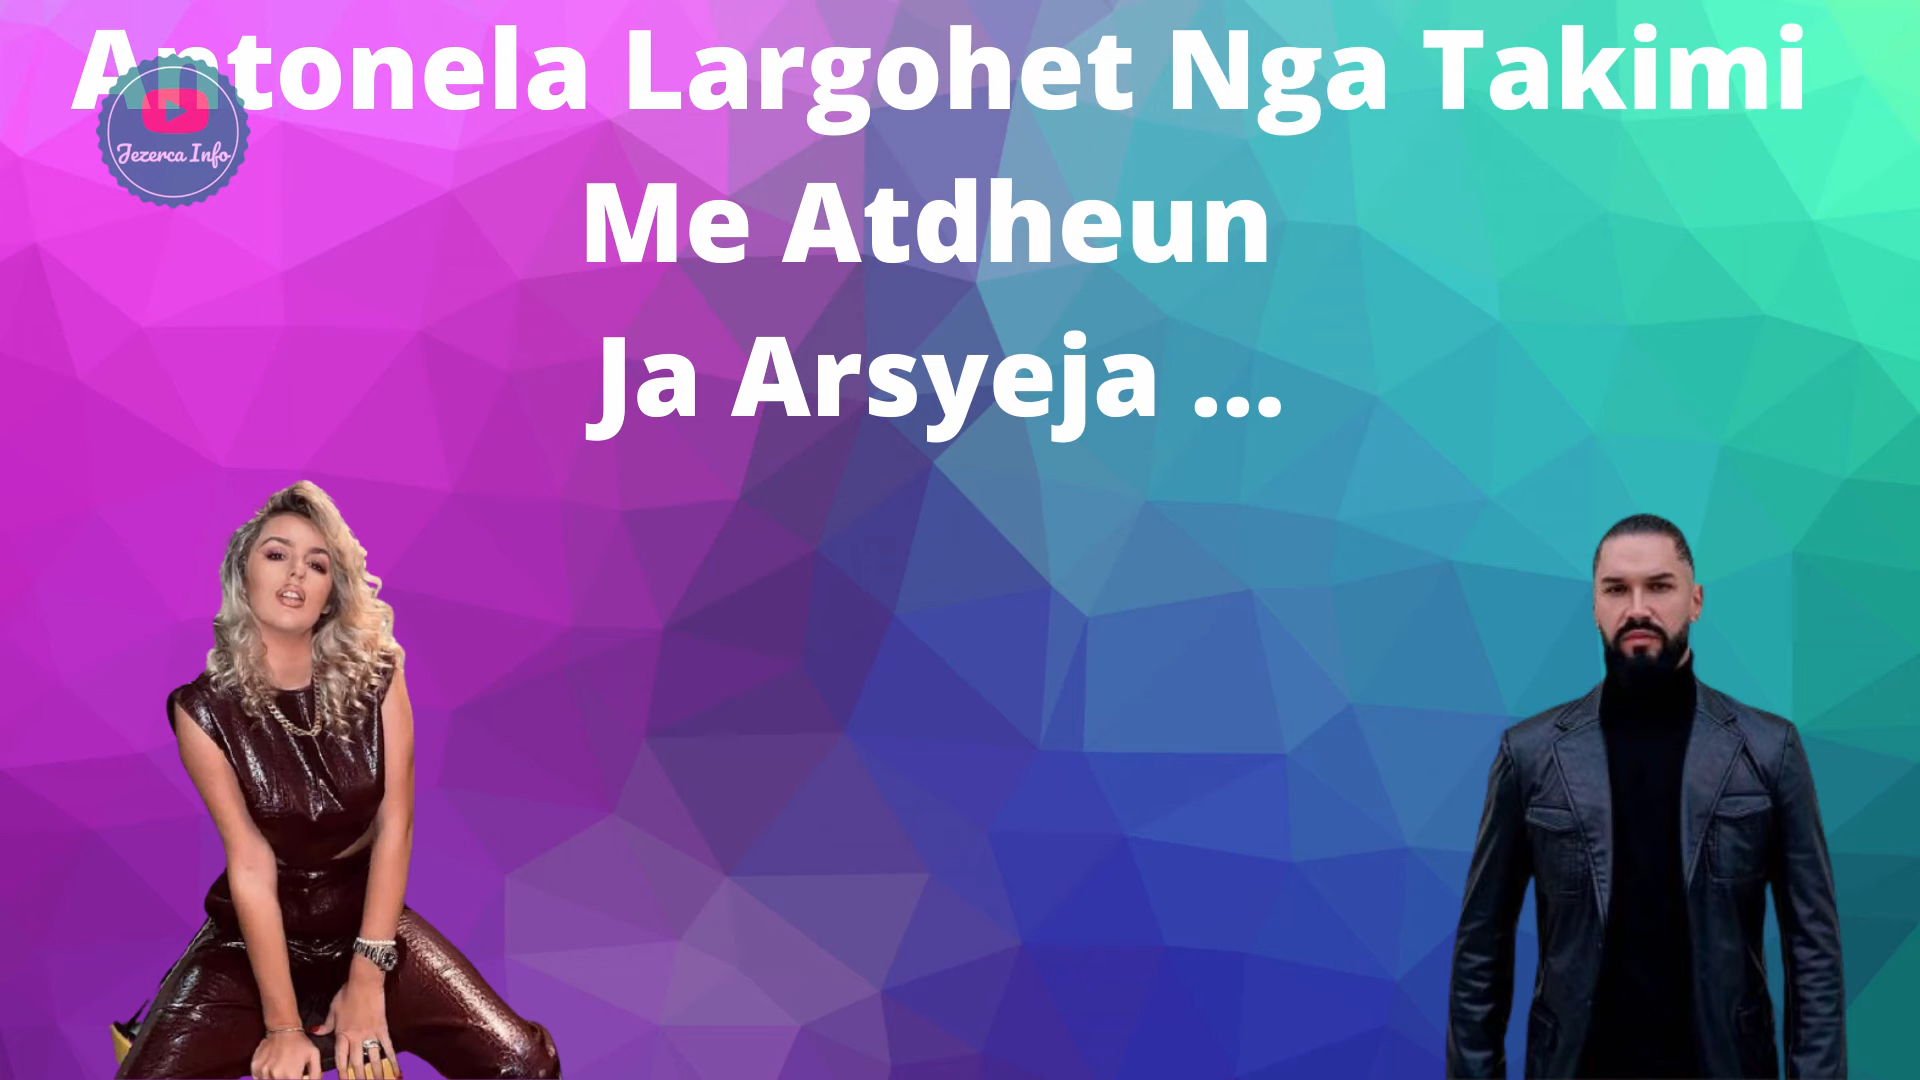 Antonela Largohet Nga Takimi
Me Atdheun
Ja Arsyeja ...
Jezerca Info